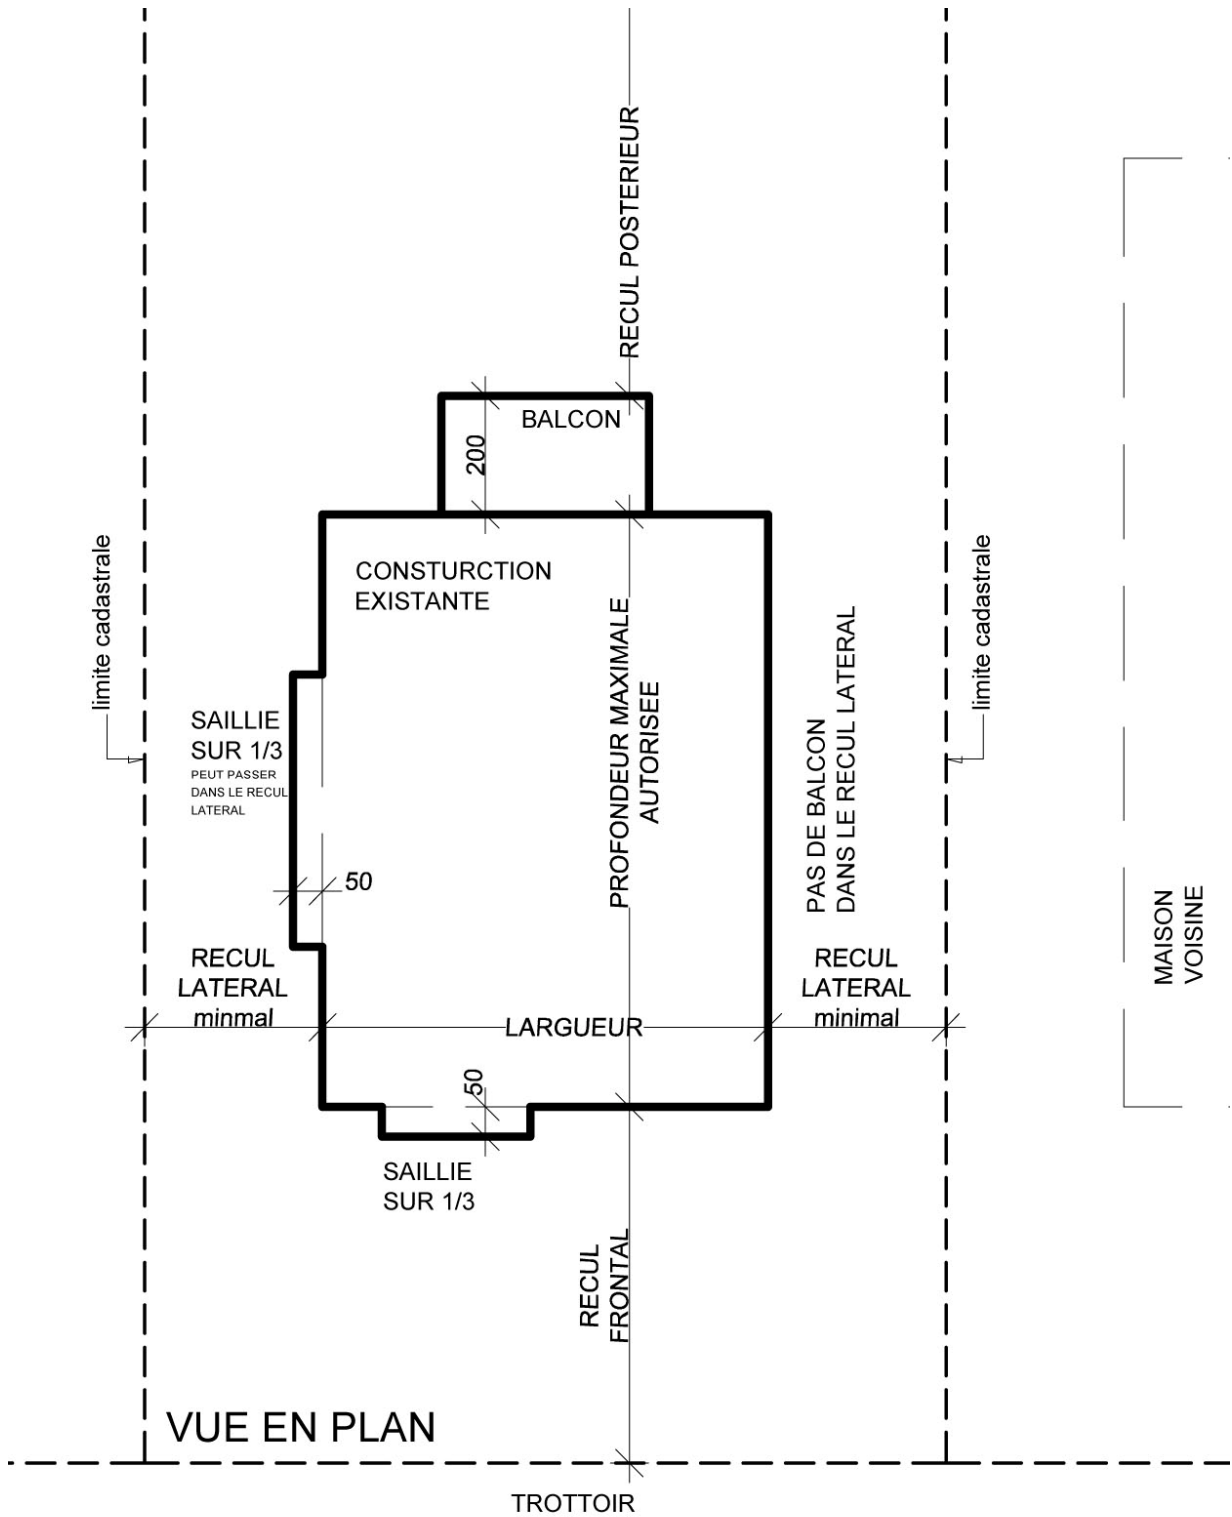 RECUL POSTERIEUR
BALCON
200
limite cadastrale
CONSTURCTION
EXISTANTE
limite cadastrale
PROFONDEUR MAXIMALE
AUTORISEE
PAS DE BALCON
DANS LE RECUL LATERAL
SAILLIE
SUR 1/3
PEUT PASSER
DANS LE RECUL
LATERAL
50
MAISON
VOISINE
RECUL
LATERAL
minmal
LARGUEUR
RECUL
LATERAL
minimal
50
SAILLIE
SUR 1/3
RECUL
FRONTAL
VUE EN PLAN
TROTTOIR